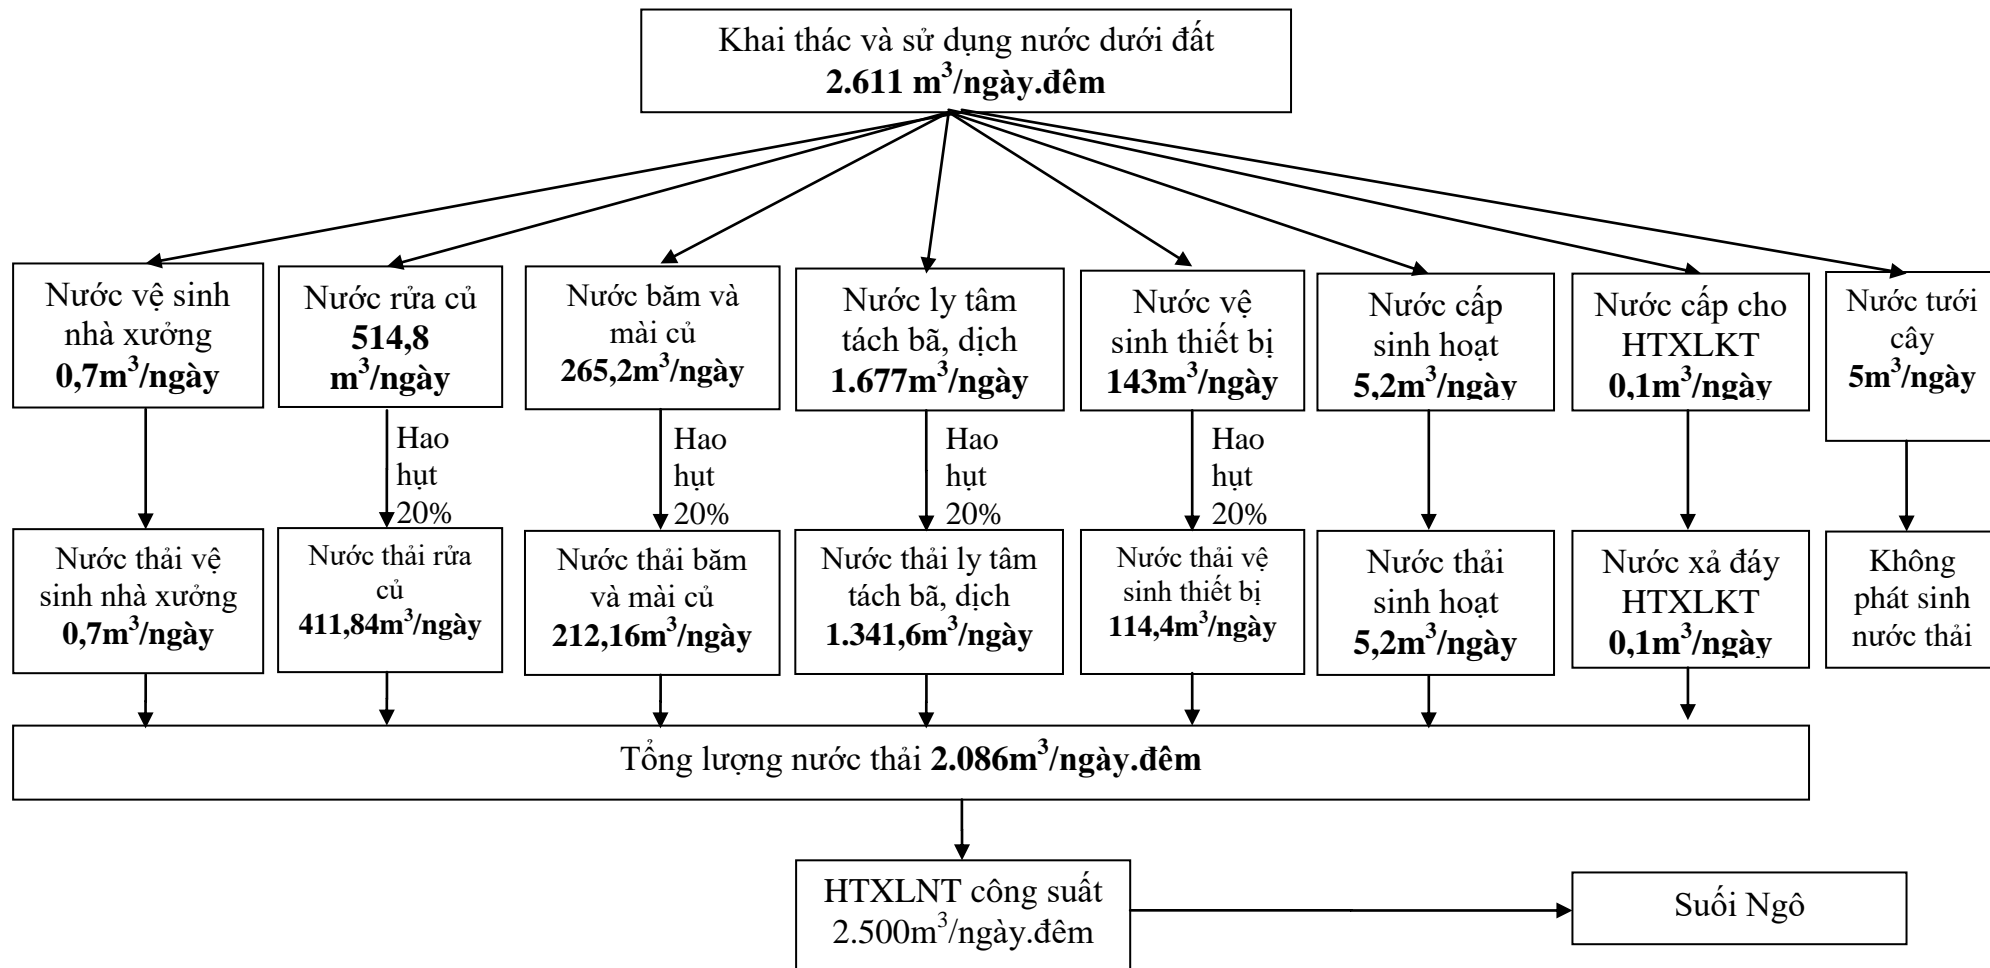 Khai thác và sử dụng nước dưới đất
2.611 m³/ngày.đêm
Nước vệ sinh
nhà xưởng
0,7m³/ngày
Nước rửa củ
514,8
m³/ngày
Nước băm và
mài củ
265,2m³/ngày
Nước ly tâm
tách bã, dịch
1.677m³/ngày
Nước vệ
sinh thiết bị
143m³/ngày
Nước cấp
sinh hoạt
5,2m³/ngày
Nước cấp cho
HTXLKT
0,1m³/ngày
Nước tưới
cây
5m³/ngày
Hao
hụt
20%
Hao
hụt
20%
Hao
hụt
20%
Hao
hụt
20%
Nước thải vệ
sinh nhà xưởng
0,7m³/ngày
Nước thải rửa
củ
411,84m³/ngày
Nước thải băm
và mài củ
212,16m³/ngày
Nước thải ly tâm
tách bã, dịch
1.341,6m³/ngày
Nước thải vệ
sinh thiết bị
114,4m³/ngày
Nước thải
sinh hoạt
5,2m³/ngày
Nước xả đáy
HTXLKT
0,1m³/ngày
Không
phát sinh
nước thải
Tổng lượng nước thải 2.086m³/ngày.đêm
HTXLNT công suất
2.500m³/ngày.đêm
Suối Ngô